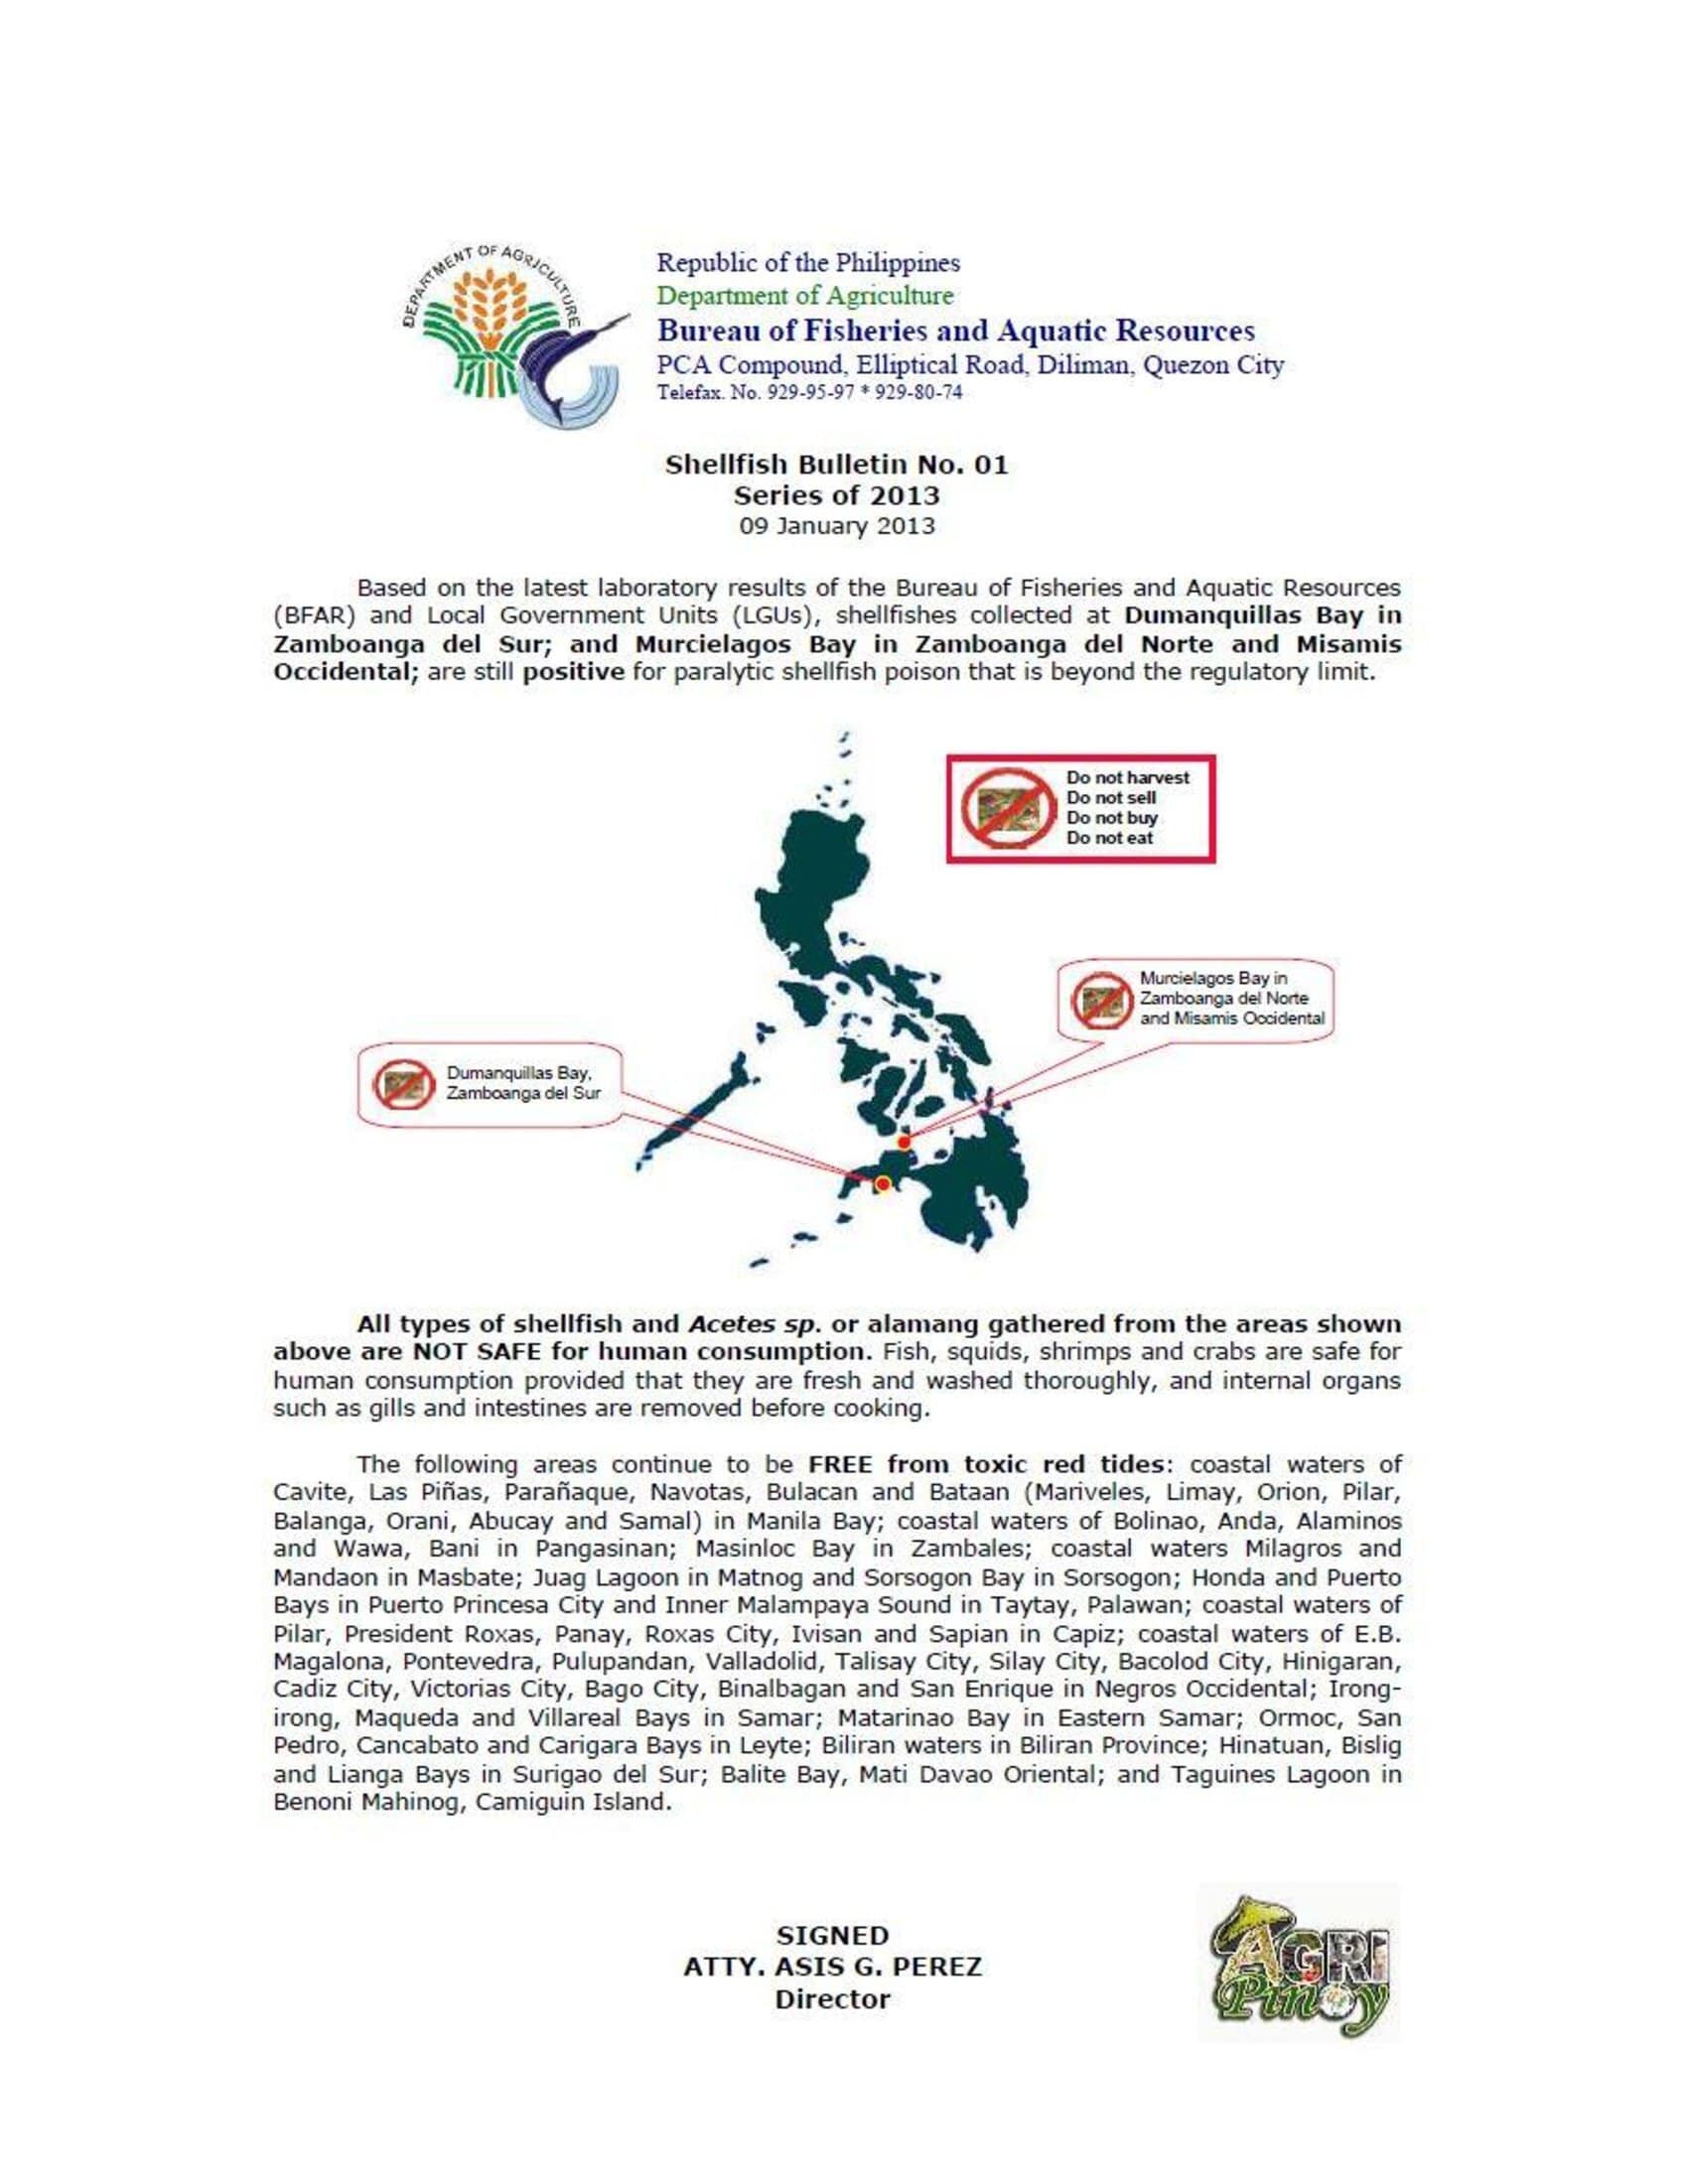 DEPARTMENT OF AGRICULTURE
Republic of the Philippines
Department of Agriculture
Bureau of Fisheries and Aquatic Resources
PCA Compound, Elliptical Road, Diliman, Quezon City
Telefax. No. 929-95-97 * 929-80-74
Shellfish Bulletin No. 01
Series of 2013
09 January 2013
Based on the latest laboratory results of the Bureau of Fisheries and Aquatic Resources
(BFAR) and Local Government Units (LGUs), shellfishes collected at Dumanquillas Bay in
Zamboanga del Sur; and Murcielagos Bay in Zamboanga del Norte and Misamis
Occidental; are still positive for paralytic shellfish poison that is beyond the regulatory limit.
Do not harvest
Do not sell
Do not buy
Do not eat
Murcielagos Bay in
Zamboanga del Norte
and Misamis Occidental
Dumanquillas Bay,
Zamboanga del Sur
All types of shellfish and Acetes sp. or alamang gathered from the areas shown
above are NOT SAFE for human consumption. Fish, squids, shrimps and crabs are safe for
human consumption provided that they are fresh and washed thoroughly, and internal organs
such as gills and intestines are removed before cooking.
The following areas continue to be FREE from toxic red tides: coastal waters of
Cavite, Las Piñas, Parañaque, Navotas, Bulacan and Bataan (Mariveles, Limay, Orion, Pilar,
Balanga, Orani, Abucay and Samal) in Manila Bay; coastal waters of Bolinao, Anda, Alaminos
and Wawa, Bani in Pangasinan; Masinloc Bay in Zambales; coastal waters Milagros and
Mandaon in Masbate; Juag Lagoon in Matnog and Sorsogon Bay in Sorsogon; Honda and Puerto
Bays in Puerto Princesa City and Inner Malampaya Sound in Taytay, Palawan; coastal waters of
Pilar, President Roxas, Panay, Roxas City, Ivisan and Sapian in Capiz; coastal waters of E.B.
Magalona, Pontevedra, Pulupandan, Valladolid, Talisay City, Silay City, Bacolod City, Hinigaran,
Cadiz City, Victorias City, Bago City, Binalbagan and San Enrique in Negros Occidental; Irong-
irong, Maqueda and Villareal Bays in Samar; Matarinao Bay in Eastern Samar; Ormoc, San
Pedro, Cancabato and Carigara Bays in Leyte; Biliran waters in Biliran Province; Hinatuan, Bislig
and Lianga Bays in Surigao del Sur; Balite Bay, Mati Davao Oriental; and Taguines Lagoon in
Benoni Mahinog, Camiguin Island.
SIGNED
ATTY. ASIS G. PEREZ
Director
AGRI
Pinoy